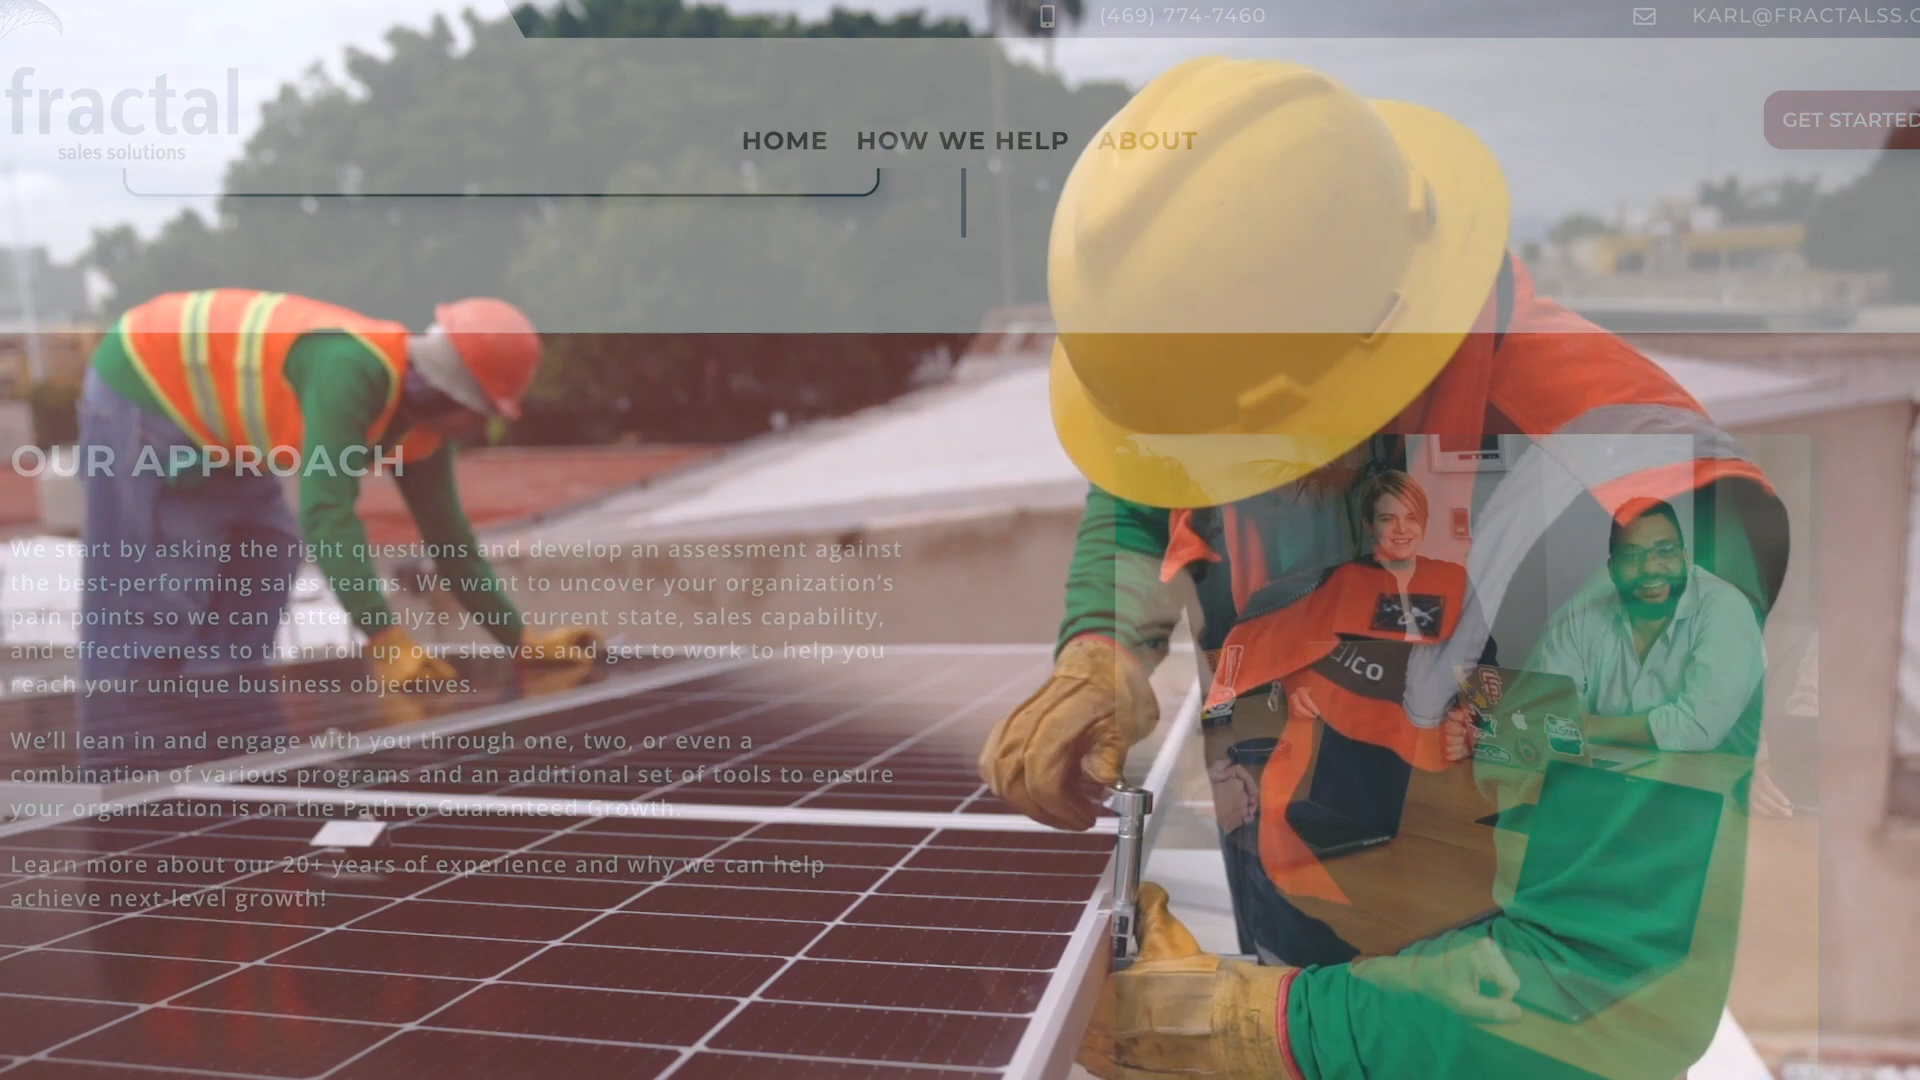 (469) 774-7460
KARL@FRACTALSS.C
fractal
sales solutions
HOME HOW WE HELP ABOUT
GET STARTED
OUR APPROACH
We start by asking the right questions and develop an assessment against
the best-performing sales teams. We want to uncover your organization’s
pain points so we can better analyze your current state, sales capability,
and effectiveness to then roll up our sleeves and get to work to help you
reach your unique business objectives.
We’ll lean in and engage with you through one, two, or even a
combination of various programs and an additional set of tools to ensure
your organization is on the Path to Guaranteed Growth.
Learn more about our 20+ years of experience and why we can help
achieve next-level growth!